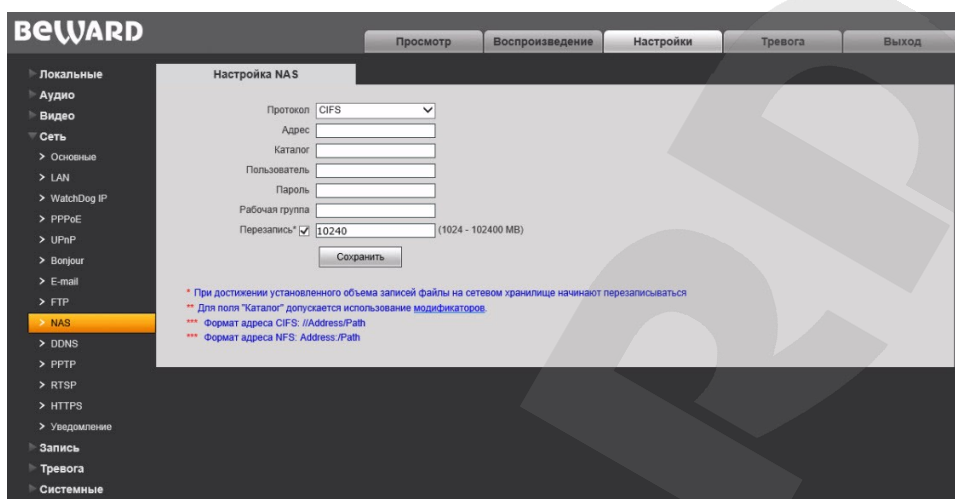 BEWARD
Просмотр Воспроизведение Настройки Тревога Выход
Локальные
Аудио
Видео
Сеть
> Основные
> LAN
> WatchDog IP
> PPPoE
> UPnP
> Bonjour
> E-mail
> FTP
> NAS
> DDNS
> PPTP
> RTSP
> HTTPS
> Уведомление
Запись
Тревога
Системные
Настройка NAS
Протокол CIFS
Адрес
Каталог
Пользователь
Пароль
Рабочая группа
Перезапись* 10240 (1024 - 102400 MB)
Сохранить
* При достижении установленного объема записей файлы на сетевом хранилище начинают перезаписываться
** Для поля "Каталог" допускается использование модификаторов.
*** Формат адреса CIFS: //Address/Path
*** Формат адреса NFS: Address:/Path